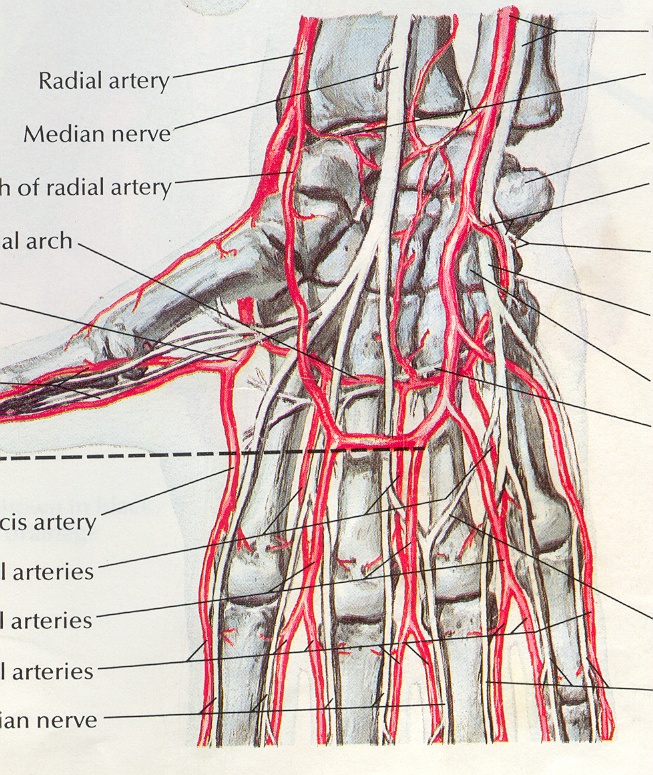 Radial artery
Median nerve
h of radial artery
al arch
cis artery
l arteries
l arteries
l arteries
ian nerve